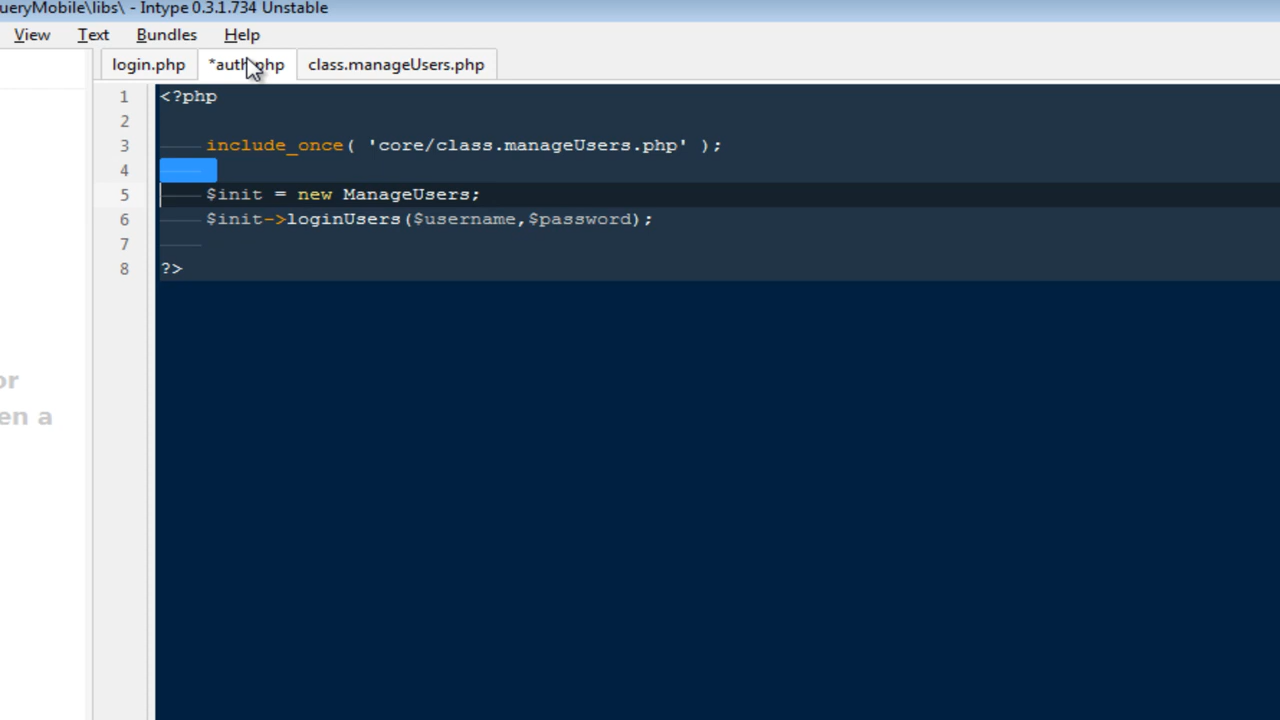 ueryMobile\libs\ - Intype 0.3.1.734 Unstable
View Text Bundles Help
login.php class.manageUsers.php
1 <?php
2
3 include_once( 'core/class.manageUsers.php' );
4
5 $init = new ManageUsers;
6 $init->loginUsers($username,$password);
7
8 ?>
or
en a